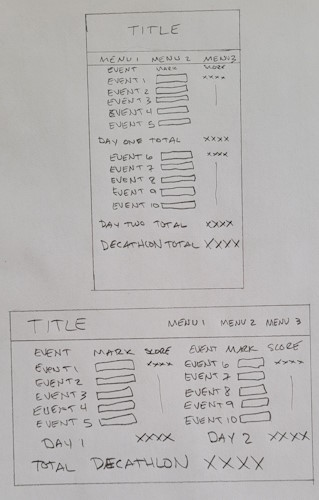 TITLE
MENU 1 MENU 2 MENU 3
EVENT MARK SCORE
EVENT 1 XXXX
EVENT 2
EVENT 3
EVENT 4
EVENT 5
DAY ONE TOTAL XXXX
EVENT 6 XXXX
EVENT 7
EVENT 8
EVENT 9
EVENT 10
DAY TWO TOTAL XXXX
DECATHLON TOTAL XXXX
TITLE MENU 1 MENU 2 MENU 3
EVENT MARK SCORE EVENT MARK SCORE
EVENT 1 XXXX EVENT 6 XXXX
EVENT 2 EVENT 7
EVENT 3 EVENT 8
EVENT 4 EVENT 9
EVENT 5 EVENT 10
DAY 1 XXXX DAY 2 XXXX
TOTAL DECATHLON XXXX